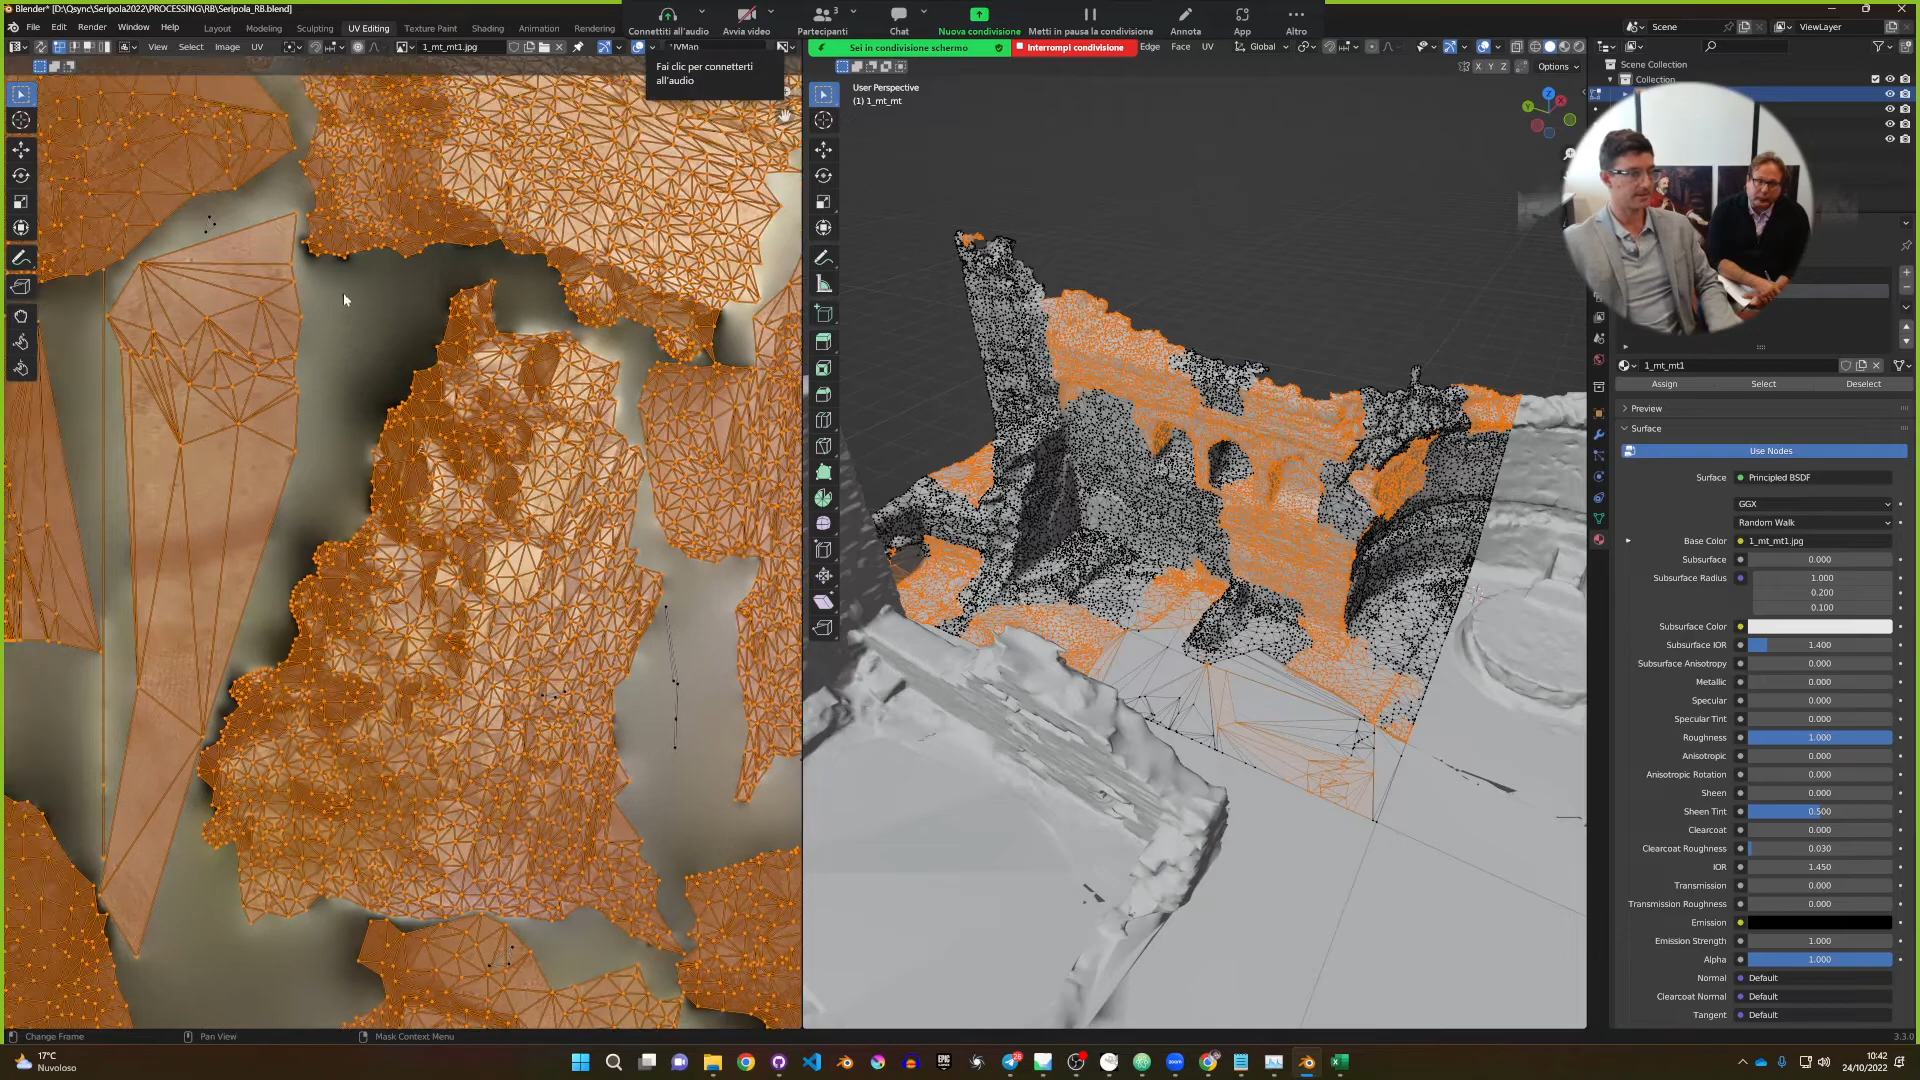 Blender* [D:\Qsync\Seripola2022\PROCESSING\RB\Seripola_RB.blend]
File Edit Render Window Help Layout Modeling Sculpting UV Editing Texture Paint Shading Animation Rendering
Connettiti all'audio Avvia video Partecipanti 3 Chat Nuova condivisione Metti in pausa la condivisione Annota App Altro
Scene ViewLayer
View Select Image UV 1_mt_mt1.jpg UVMap
Sei in condivisione schermo Interrompi condivisione Edge Face UV Global
Fai clic per connetterti
all'audio
X Y Z Options
User Perspective
(1) 1_mt_mt
Scene Collection
Collection
1_mt_mt1
Assign Select Deselect
Preview
Surface
Use Nodes
Surface Principled BSDF
GGX
Random Walk
Base Color 1_mt_mt1.jpg
Subsurface 0.000
Subsurface Radius 1.000
0.200
0.100
Subsurface Color
Subsurface IOR 1.400
Subsurface Anisotropy 0.000
Metallic 0.000
Specular 0.000
Specular Tint 0.000
Roughness 1.000
Anisotropic 0.000
Anisotropic Rotation 0.000
Sheen 0.000
Sheen Tint 0.500
Clearcoat 0.000
Clearcoat Roughness 0.030
IOR 1.450
Transmission 0.000
Transmission Roughness 0.000
Emission
Emission Strength 1.000
Alpha 1.000
Normal Default
Clearcoat Normal Default
Tangent Default
Change Frame Pan View Mask Context Menu 3.3.0
17°C
Nuvoloso
10:42
24/10/2022